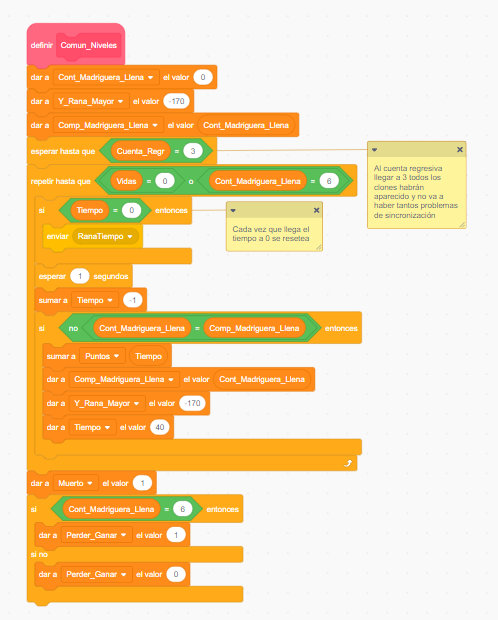 definir Comun_Niveles
dar a Cont_Madriguera_Llena el valor 0
dar a Y_Rana_Mayor el valor -170
dar a Comp_Madriguera_Llena el valor Cont_Madriguera_Llena
esperar hasta que Cuenta_Regr = 3
Al cuenta regresiva
llegar a 3 todos los
clones habrán
aparecido y no va a
haber tantos problemas
de sincronización
repetir hasta que Vidas = 0 o Cont_Madriguera_Llena = 6
si Tiempo = 0 entonces
Cada vez que llega el
tiempo a 0 se resetea
enviar RanaTiempo
esperar 1 segundos
sumar a Tiempo -1
si no Cont_Madriguera_Llena = Comp_Madriguera_Llena entonces
sumar a Puntos Tiempo
dar a Comp_Madriguera_Llena el valor Cont_Madriguera_Llena
dar a Y_Rana_Mayor el valor -170
dar a Tiempo el valor 40
dar a Muerto el valor 1
si Cont_Madriguera_Llena = 6 entonces
dar a Perder_Ganar el valor 1
si no
dar a Perder_Ganar el valor 0